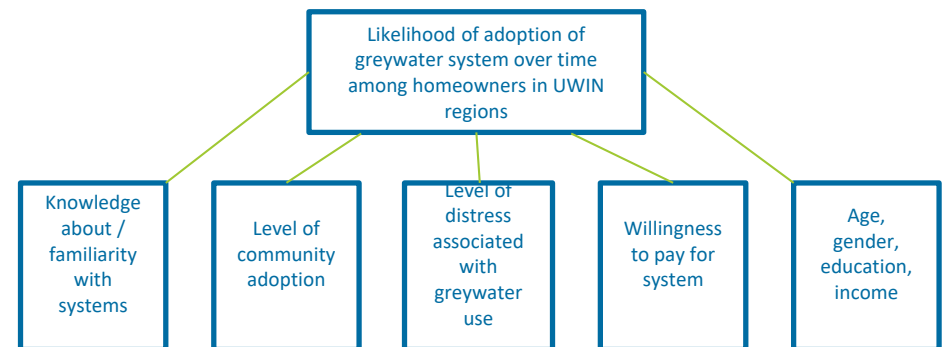 Likelihood of adoption of
greywater system over time
among homeowners in UWIN
regions
Knowledge
about /
familiarity
with
systems
Level of
community
adoption
Level of
distress
associated
with
greywater
use
Willingness
to pay for
system
Age,
gender,
education,
income